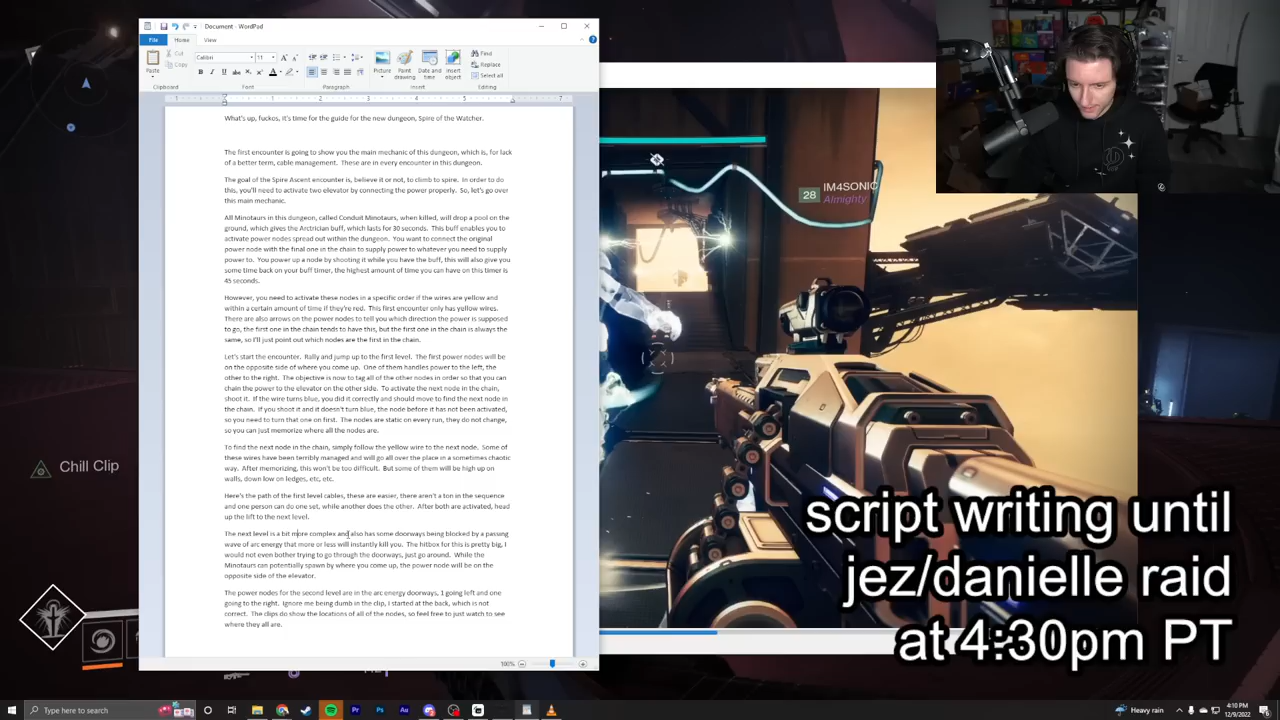 Document - WordPad
File
Home
View
Paste
Cut
Copy
Clipboard
Calibri
11
Font
Paragraph
Picture
Paint drawing
Date and time
Insert object
Insert
Find
Replace
Select all
Editing
What's up, fuckos, it's time for the guide for the new dungeon, Spire of the Watcher.
The first encounter is going to show you the main mechanic of this dungeon, which is, for lack
of a better term, cable management. These are in every encounter in this dungeon.
The goal of the Spire Ascent encounter is, believe it or not, to climb to spire. In order to do
this, you'll need to activate two elevator by connecting the power properly. So, let's go over
this main mechanic.
All Minotaurs in this dungeon, called Conduit Minotaurs, when killed, will drop a pool on the
ground, which gives the Arctrician buff, which lasts for 30 seconds. This buff enables you to
activate power nodes spread out within the dungeon. You want to connect the original
power node with the final one in the chain to supply power to whatever you need to supply
power to. You power up a node by shooting it while you have the buff, this will also give you
some time back on your buff timer, the highest amount of time you can have on this timer is
45 seconds.
However, you need to activate these nodes in a specific order if the wires are yellow and
within a certain amount of time if they're red. This first encounter only has yellow wires.
There are also arrows on the power nodes to tell you which direction the power is supposed
to go, the first one in the chain tends to have this, but the first one in the chain is always the
same, so I'll just point out which nodes are the first in the chain.
Let's start the encounter. Rally and jump up to the first level. The first power nodes will be
on the opposite side of where you come up. One of them handles power to the left, the
other to the right. The objective is now to tag all of the other nodes in order so that you can
chain the power to the elevator on the other side. To activate the next node in the chain,
shoot it. If the wire turns blue, you did it correctly and should move to find the next node in
the chain. If you shoot it and it doesn't turn blue, the node before it has not been activated,
so you need to turn that one on first. The nodes are static on every run, they do not change,
so you can just memorize where all the nodes are.
To find the next node in the chain, simply follow the yellow wire to the next node. Some of
these wires have been terribly managed and will go all over the place in a sometimes chaotic
way. After memorizing, this won't be too difficult. But some of them will be high up on
walls, down low on ledges, etc, etc.
Here's the path of the first level cables, these are easier, there aren't a ton in the sequence
and one person can do one set, while another does the other. After both are activated, head
up the lift to the next level.
The next level is a bit more complex and also has some doorways being blocked by a passing
wave of arc energy that more or less will instantly kill you. The hitbox for this is pretty big, I
would not even bother trying to go through the doorways, just go around. While the
Minotaurs can potentially spawn by where you come up, the power node will be on the
opposite side of the elevator.
The power nodes for the second level are in the arc energy doorways, 1 going left and one
going to the right. Ignore me being dumb in the clip, I started at the back, which is not
correct. The clips do show the locations of all of the nodes, so feel free to just watch to see
where they all are.
100%
Chill Clip
28 IM4SONIC
Almighty
script writing until
jez/danielle raid
at 4:30pm PT
Type here to search
Heavy rain
4:10 PM
12/9/2022